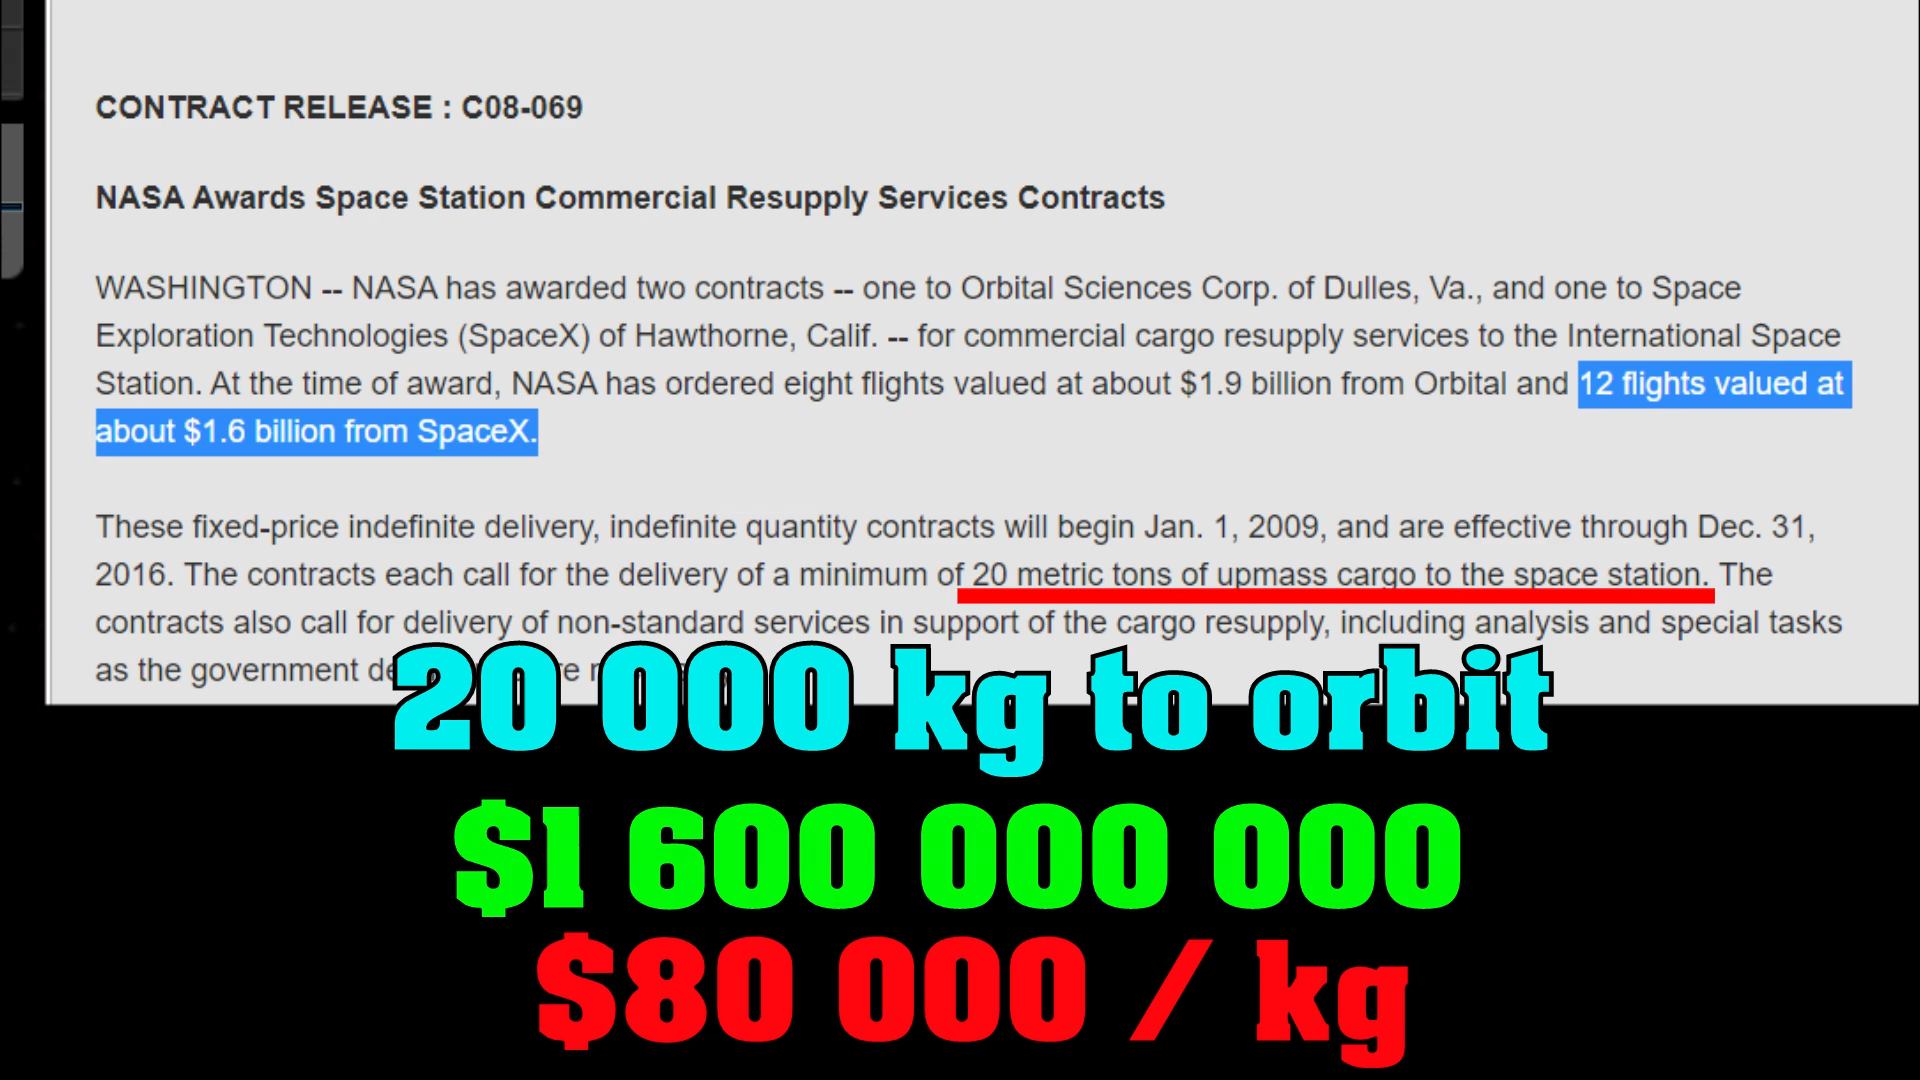 CONTRACT RELEASE : C08-069
NASA Awards Space Station Commercial Resupply Services Contracts
WASHINGTON -- NASA has awarded two contracts -- one to Orbital Sciences Corp. of Dulles, Va., and one to Space
Exploration Technologies (SpaceX) of Hawthorne, Calif. -- for commercial cargo resupply services to the International Space
Station. At the time of award, NASA has ordered eight flights valued at about $1.9 billion from Orbital and 12 flights valued at
about $1.6 billion from SpaceX.
These fixed-price indefinite delivery, indefinite quantity contracts will begin Jan. 1, 2009, and are effective through Dec. 31,
2016. The contracts each call for the delivery of a minimum of 20 metric tons of upmass cargo to the space station. The
contracts also call for delivery of non-standard services in support of the cargo resupply, including analysis and special tasks
as the government
20 000 kg to orbit
$1 600 000 000
$80 000 / kg